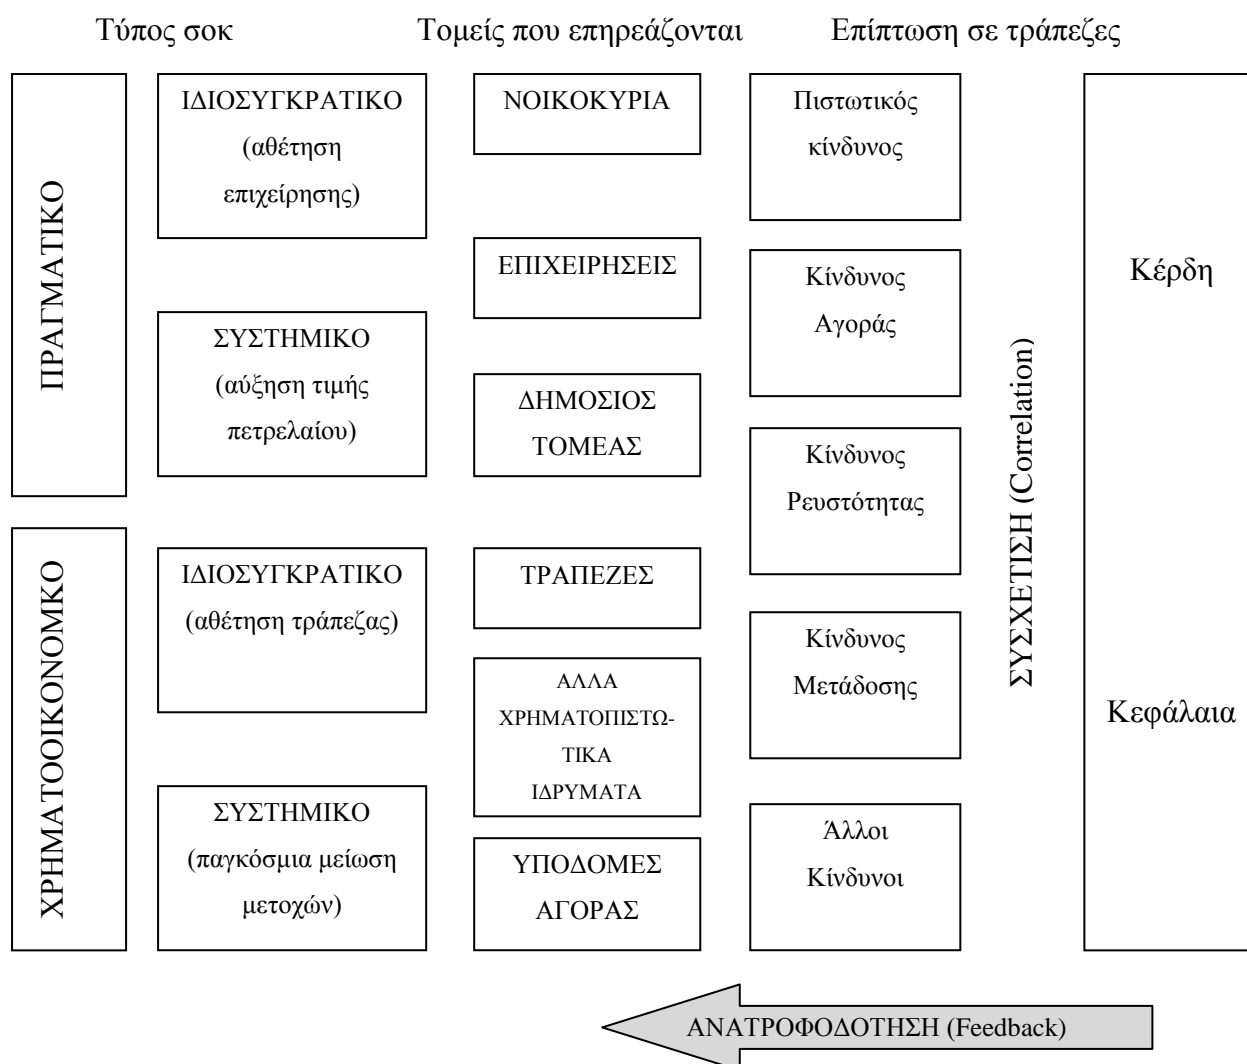 Τύπος σοκ
Τομείς που επηρεάζονται
Επίπτωση σε τράπεζες
ΠΡΑΓΜΑΤΙΚΟ
ΙΔΙΟΣΥΓΚΡΑΤΙΚΟ
(αθέτηση
επιχείρησης)
ΣΥΣΤΗΜΙΚΟ
(αύξηση τιμής
πετρελαίου)
ΧΡΗΜΑΤΟΟΙΚΟΝΟΜΚΟ
ΙΔΙΟΣΥΓΚΡΑΤΙΚΟ
(αθέτηση τράπεζας)
ΣΥΣΤΗΜΙΚΟ
(παγκόσμια μείωση
μετοχών)
ΝΟΙΚΟΚΥΡΙΑ
ΕΠΙΧΕΙΡΗΣΕΙΣ
ΔΗΜΟΣΙΟΣ
ΤΟΜΕΑΣ
ΤΡΑΠΕΖΕΣ
ΑΛΛΑ
ΧΡΗΜΑΤΟΠΙΣΤΩ-
ΤΙΚΑ
ΙΔΡΥΜΑΤΑ
ΥΠΟΔΟΜΕΣ
ΑΓΟΡΑΣ
Πιστωτικός
κίνδυνος
Κίνδυνος
Αγοράς
Κίνδυνος
Ρευστότητας
Κίνδυνος
Μετάδοσης
Άλλοι
Κίνδυνοι
ΣΥΣΧΕΤΙΣΗ (Correlation)
Κέρδη
Κεφάλαια
ΑΝΑΤΡΟΦΟΔΟΤΗΣΗ (Feedback)